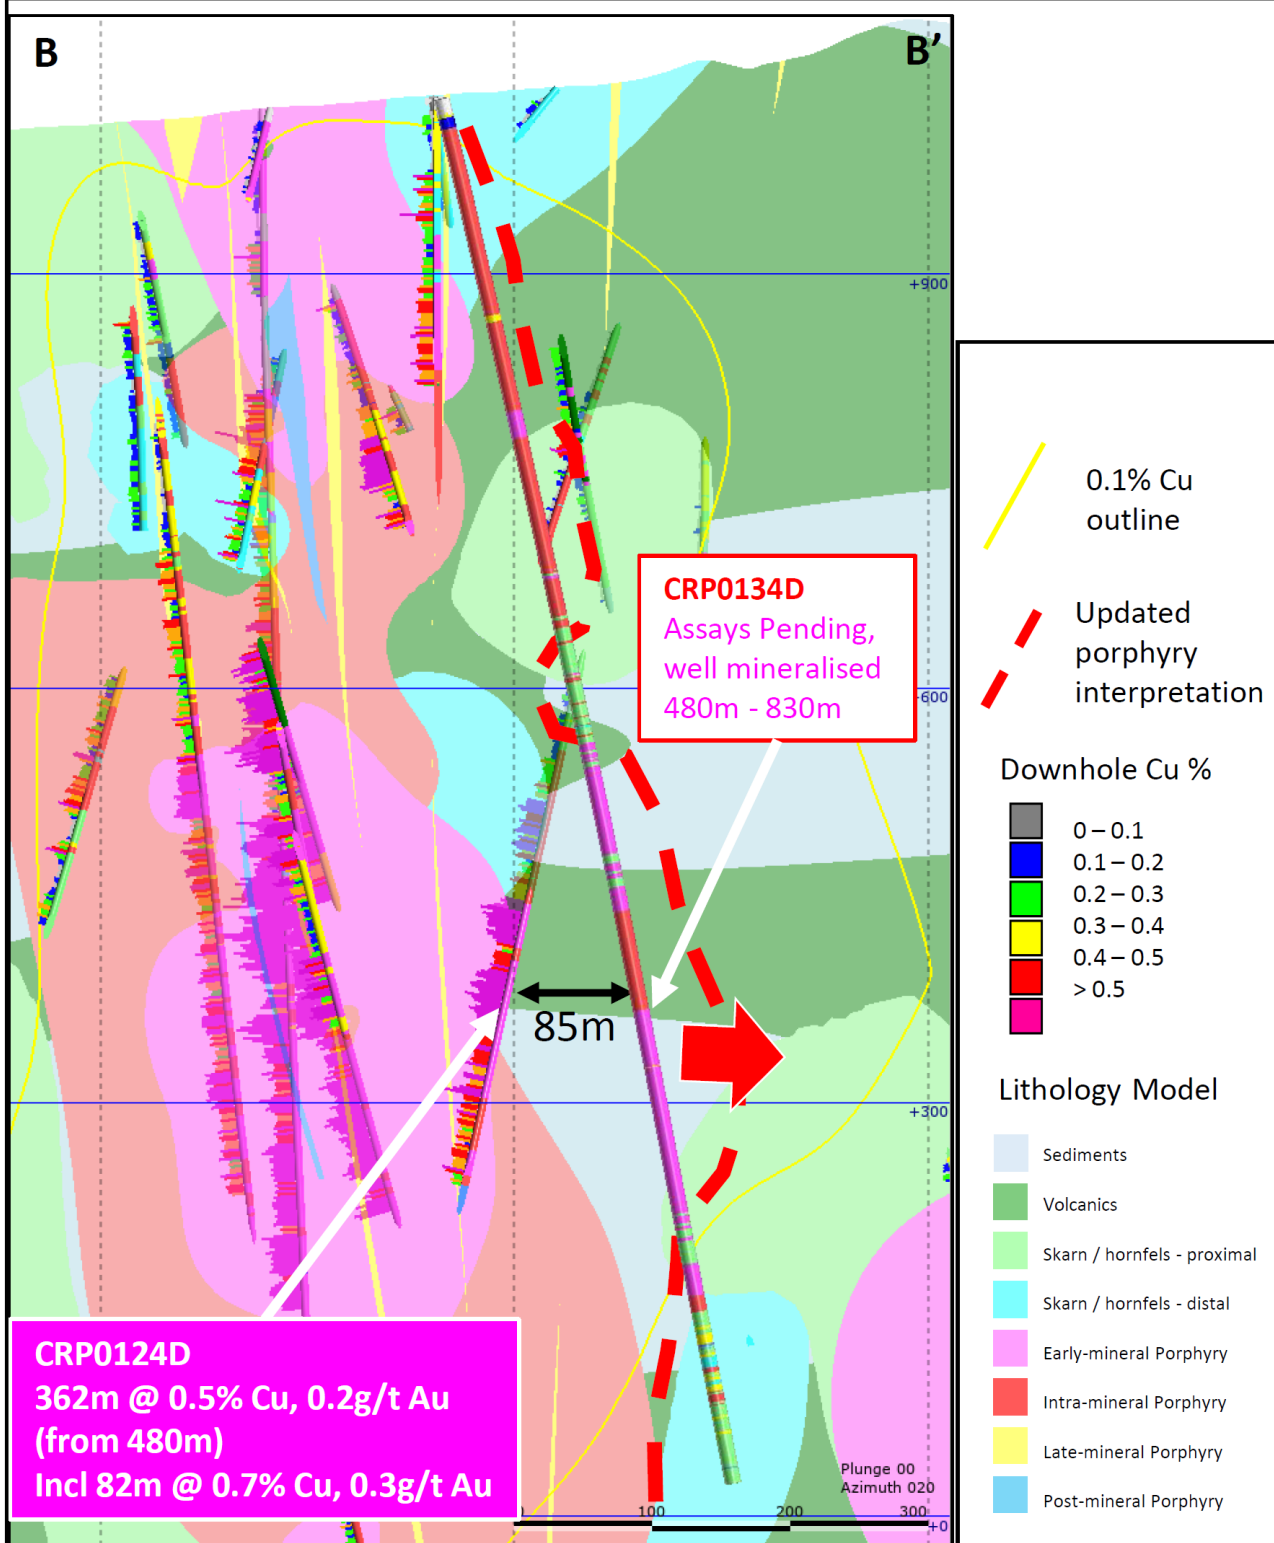 B
B’
+900
CRP0134D
Assays Pending,
well mineralised
480m - 830m
-600
85m
+300
CRP0124D
362m @ 0.5% Cu, 0.2g/t Au
(from 480m)
Incl 82m @ 0.7% Cu, 0.3g/t Au
Plunge 00
Azimuth 020
0 100 200 300
+0
0.1% Cu
outline
Updated
porphyry
interpretation
Downhole Cu %
0 – 0.1
0.1 – 0.2
0.2 – 0.3
0.3 – 0.4
0.4 – 0.5
> 0.5
Lithology Model
Sediments
Volcanics
Skarn / hornfels - proximal
Skarn / hornfels - distal
Early-mineral Porphyry
Intra-mineral Porphyry
Late-mineral Porphyry
Post-mineral Porphyry